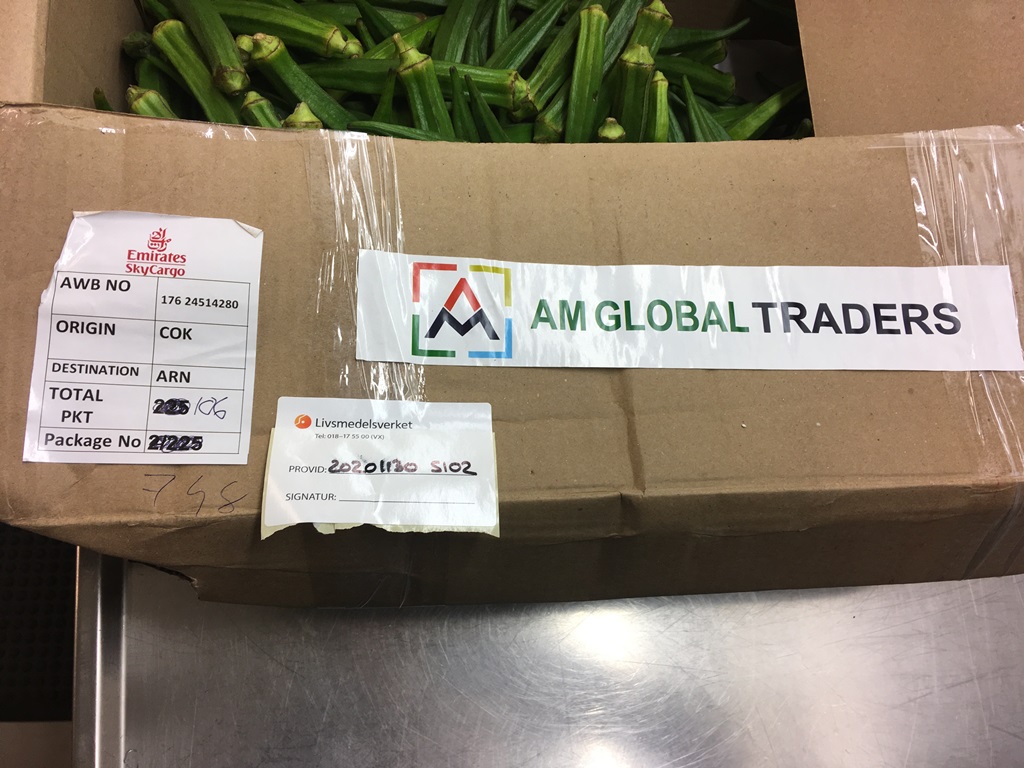 Emirates
SkyCargo
AWB NO 176 24514280
ORIGIN COK
DESTINATION ARN
TOTAL PKT 106
Package No
748
AM GLOBAL TRADERS
Livsmedelsverket
Tel: 018-17 55 00 (VX)
PROVID: 20201130 S102
SIGNATUR: